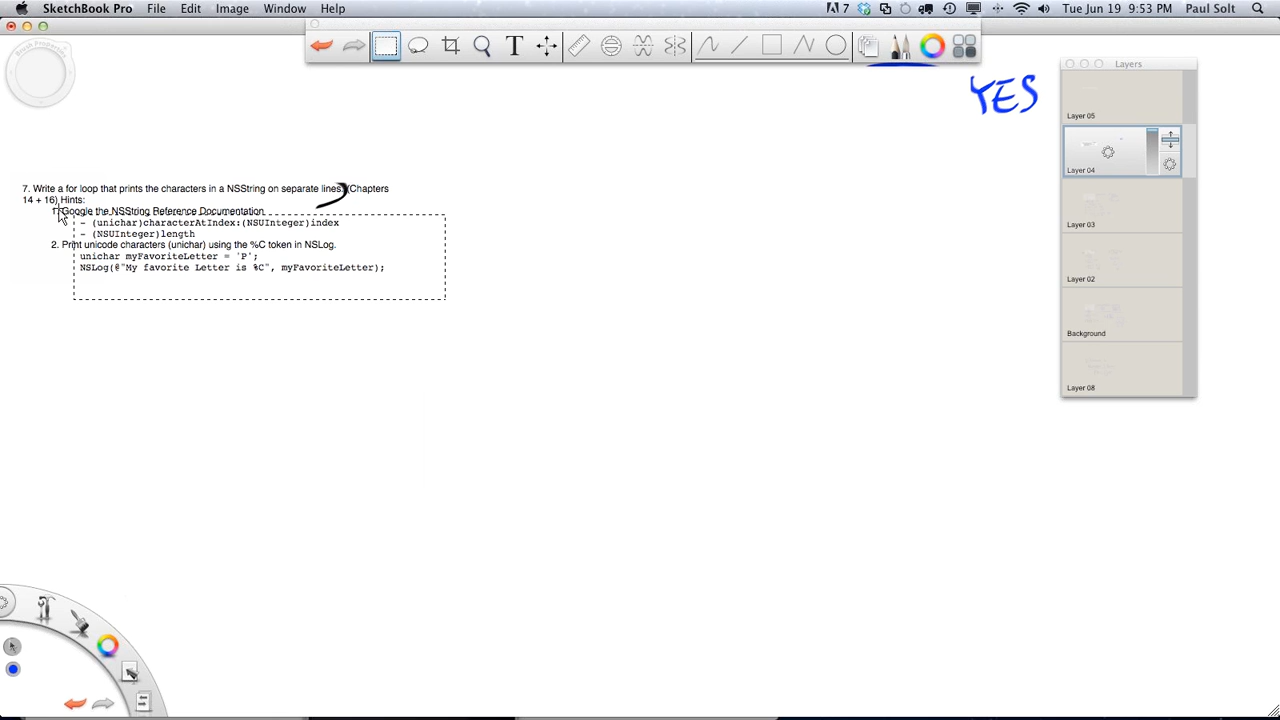 SketchBook Pro File Edit Image Window Help
7 Tue Jun 19 9:53 PM Paul Solt
T
Layers
YES
Layer 05
Layer 04
Layer 03
Layer 02
Background
Layer 08
7. Write a for loop that prints the characters in a NSString on separate lines. (Chapters
14 + 16) Hints:
1. Google the NSString Reference Documentation
- (unichar)characterAtIndex:(NSUInteger)index
- (NSUInteger)length
2. Print unicode characters (unichar) using the %C token in NSLog.
unichar myFavoriteLetter = 'P';
NSLog(@"My favorite Letter is %C", myFavoriteLetter);